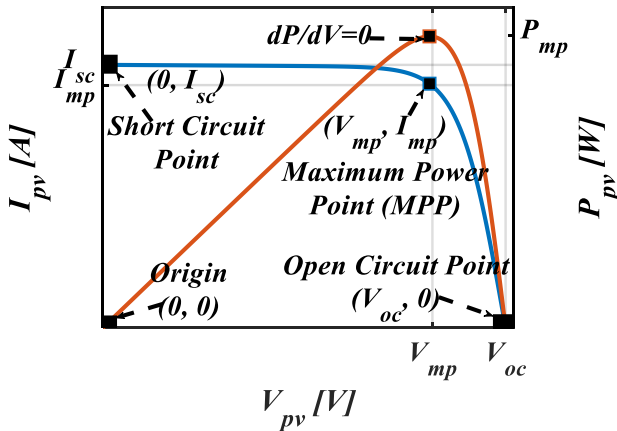 dP/dV=0
P_mp
I_sc
(0, I_sc)
I_mp
Short Circuit
Point
(V_mp, I_mp)
Maximum Power
Point (MPP)
I_pv [A]
P_pv [W]
Origin
(0, 0)
Open Circuit Point
(V_oc, 0)
V_mp
V_oc
V_pv [V]